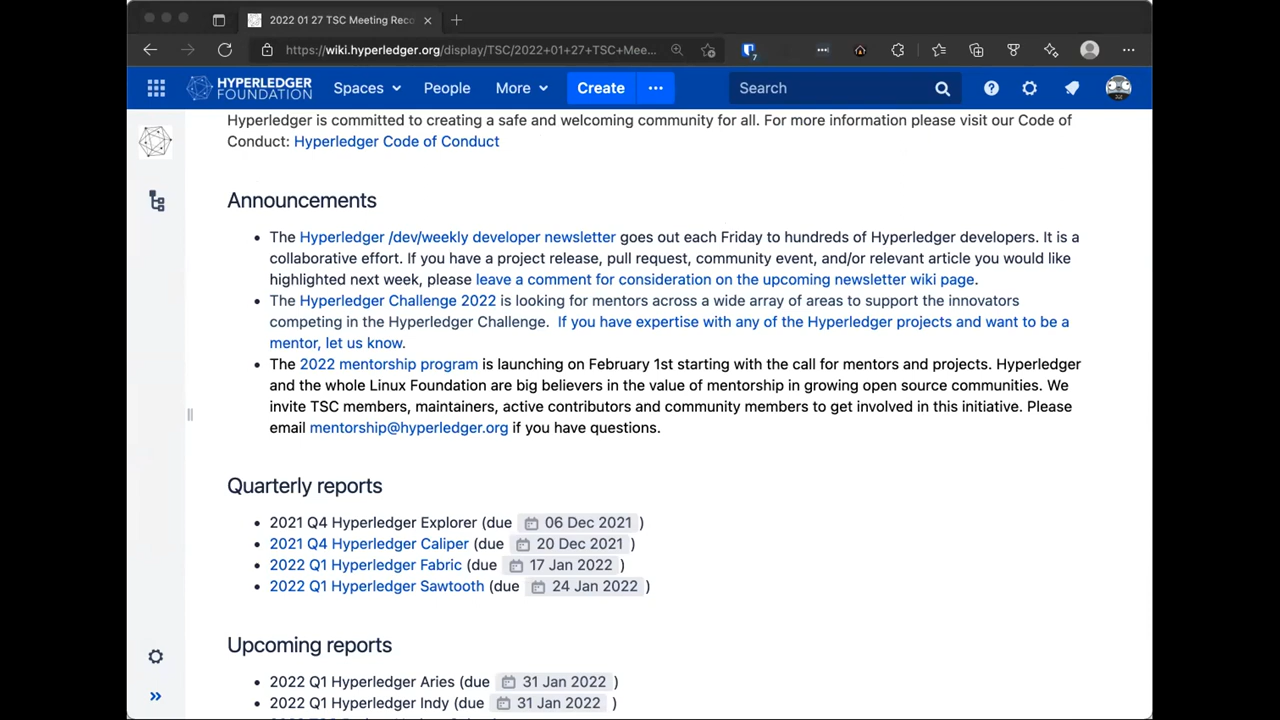 2022 01 27 TSC Meeting Reco
https://wiki.hyperledger.org/display/TSC/2022+01+27+TSC+Mee...
7
HYPERLEDGER FOUNDATION Spaces People More Create ... Search
Hyperledger is committed to creating a safe and welcoming community for all. For more information please visit our Code of
Conduct: Hyperledger Code of Conduct
Announcements
• The Hyperledger /dev/weekly developer newsletter goes out each Friday to hundreds of Hyperledger developers. It is a
collaborative effort. If you have a project release, pull request, community event, and/or relevant article you would like
highlighted next week, please leave a comment for consideration on the upcoming newsletter wiki page.
• The Hyperledger Challenge 2022 is looking for mentors across a wide array of areas to support the innovators
competing in the Hyperledger Challenge. If you have expertise with any of the Hyperledger projects and want to be a
mentor, let us know.
• The 2022 mentorship program is launching on February 1st starting with the call for mentors and projects. Hyperledger
and the whole Linux Foundation are big believers in the value of mentorship in growing open source communities. We
invite TSC members, maintainers, active contributors and community members to get involved in this initiative. Please
email mentorship@hyperledger.org if you have questions.
Quarterly reports
• 2021 Q4 Hyperledger Explorer (due 06 Dec 2021 )
• 2021 Q4 Hyperledger Caliper (due 20 Dec 2021 )
• 2022 Q1 Hyperledger Fabric (due 17 Jan 2022 )
• 2022 Q1 Hyperledger Sawtooth (due 24 Jan 2022 )
Upcoming reports
• 2022 Q1 Hyperledger Aries (due 31 Jan 2022 )
• 2022 Q1 Hyperledger Indy (due 31 Jan 2022 )